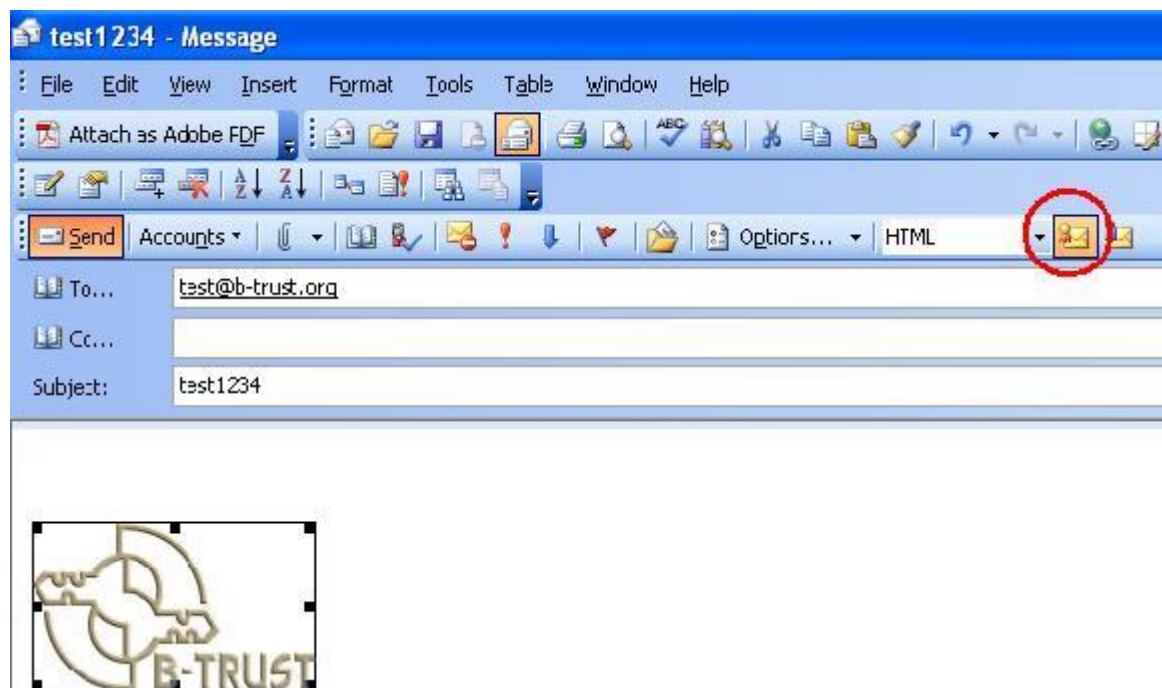 test1234 - Message
File Edit View Insert Format Tools Table Window Help
Attach as Adobe PDF ABC
A Z Z A
Send Accounts Options... HTML
To... test@b-trust.org
Cc...
Subject: test1234
B-TRUST